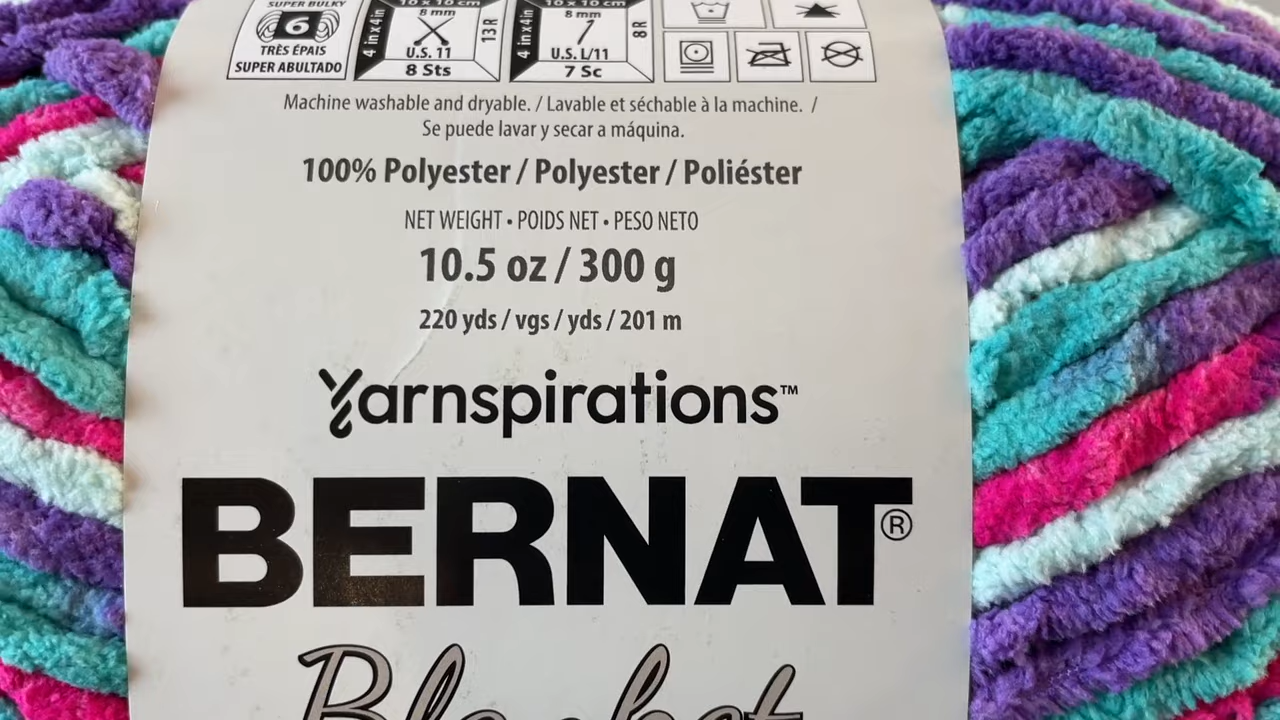 SUPER BULKY
6
TRÈS ÉPAIS
SUPER ABULTADO
10 x 10 cm
4 in x 4 in
8 mm
13 R
U.S. 11
8 Sts
10 x 10 cm
4 in x 4 in
8 mm
8 R
U.S. L/11
7 Sc
Machine washable and dryable. / Lavable et séchable à la machine. /
Se puede lavar y secar a máquina.
100% Polyester / Polyester / Poliéster
NET WEIGHT • POIDS NET • PESO NETO
10.5 oz / 300 g
220 yds / vgs / yds / 201 m
Yarnspirations™
BERNAT®
Blanket